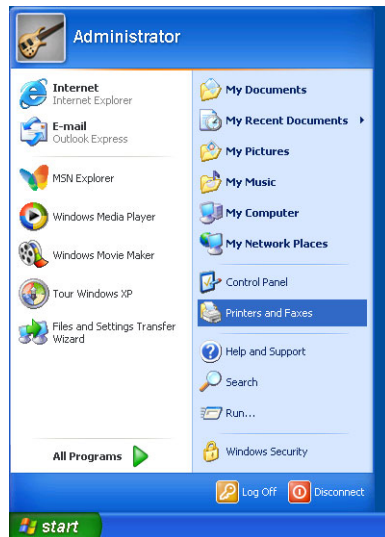 Administrator
Internet
Internet Explorer
E-mail
Outlook Express
MSN Explorer
Windows Media Player
Windows Movie Maker
Tour Windows XP
Files and Settings Transfer
Wizard
All Programs
My Documents
My Recent Documents
My Pictures
My Music
My Computer
My Network Places
Control Panel
Printers and Faxes
Help and Support
Search
Run...
Windows Security
Log Off
Disconnect
start